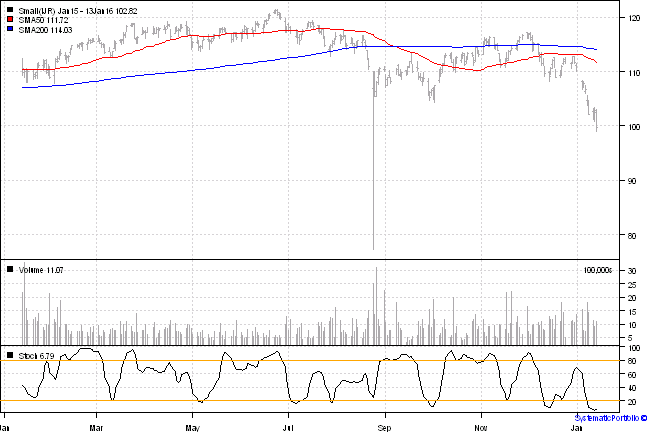 Small(IJR) Jan15 - 13Jan16 102.82
SMA50 111.72
SMA200 114.03
120
110
100
90
80
Volume 11.07
100,000s
30
25
20
15
10
5
Stoch 6.79
100
80
60
40
20
Jan
Mar
May
Jul
Sep
Nov
Jan
SystematicPortfolio ©